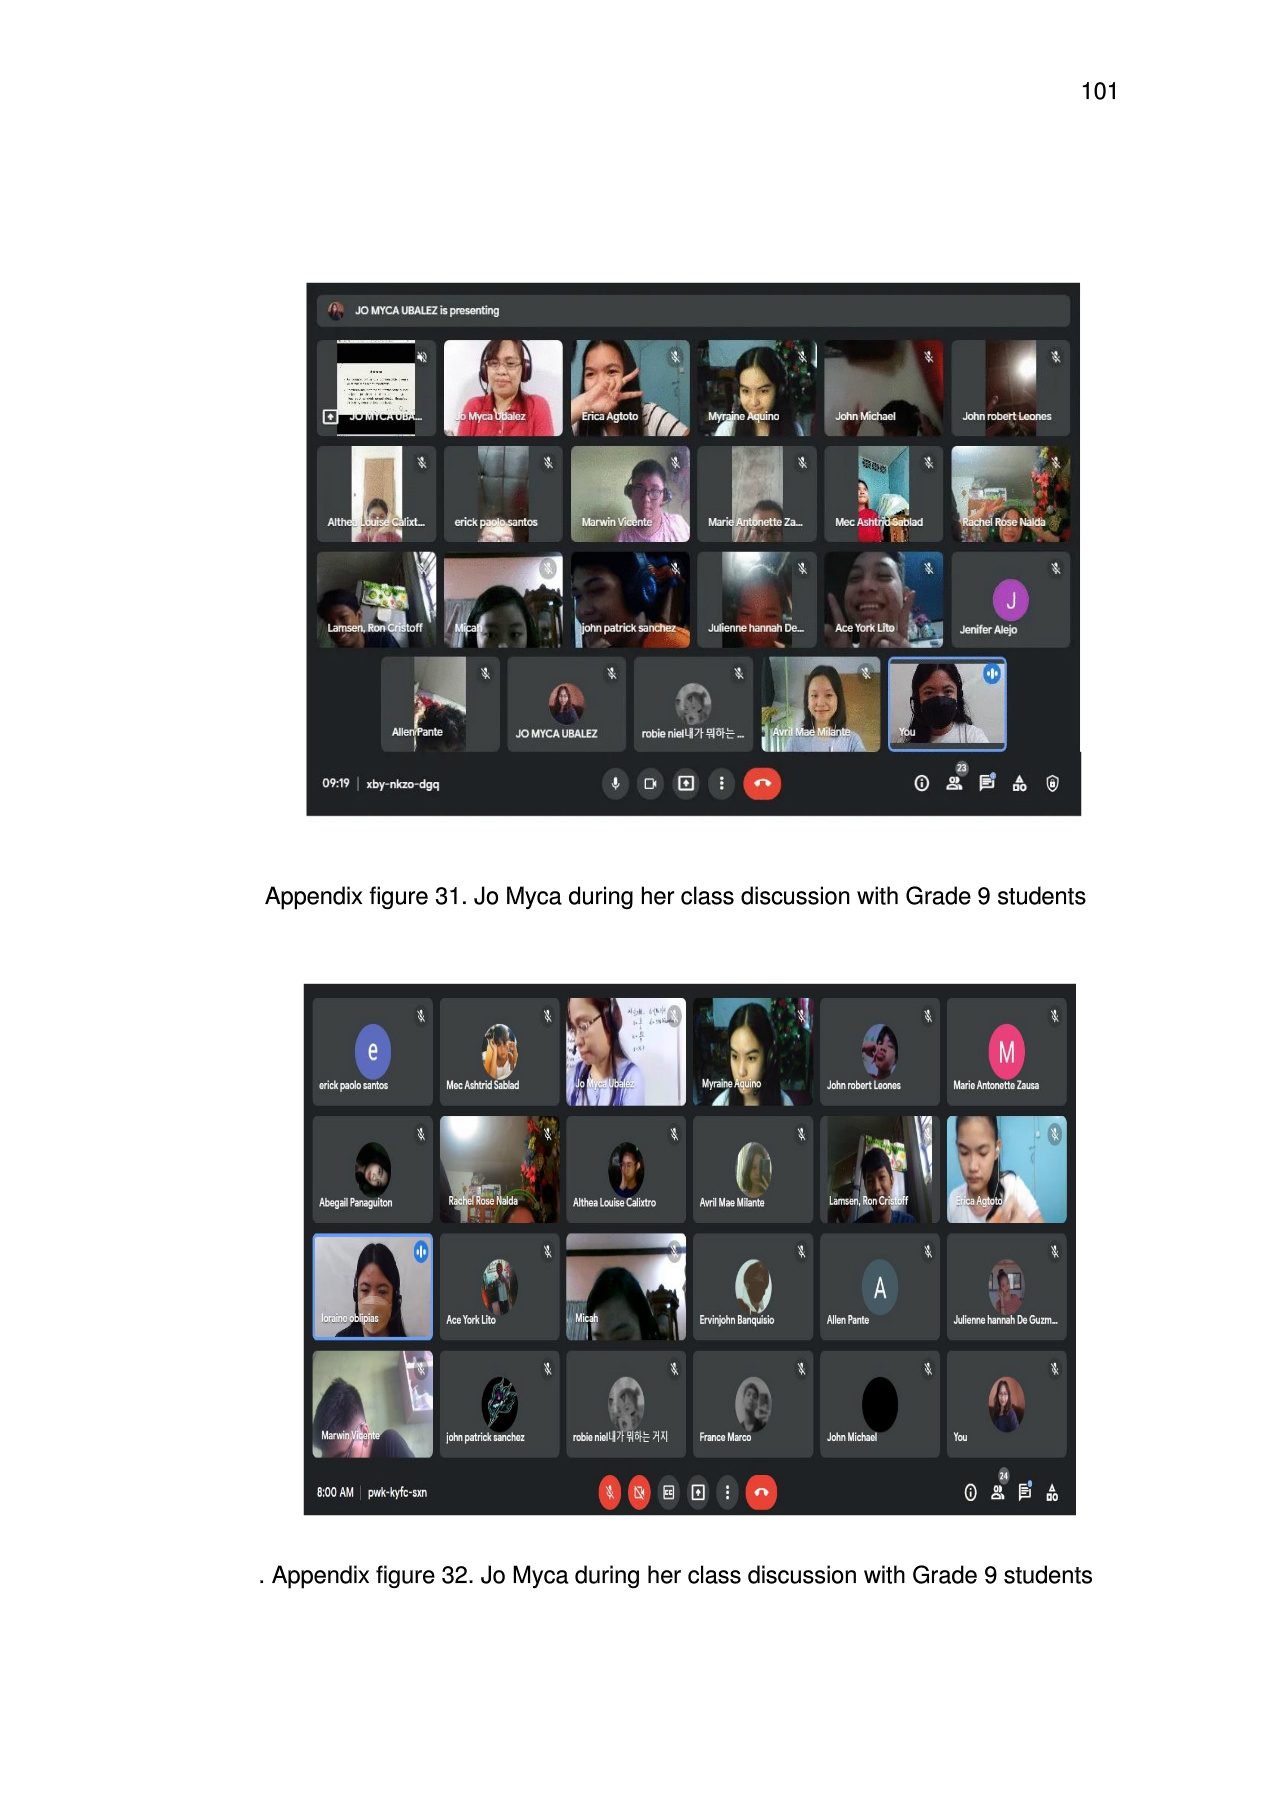 101
JO MYCA UBALEZ is presenting
JO MYCA UBA...
Jo Myca Ubalez
Erica Agtoto
Myraine Aquino
John Michael
John robert Leones
Althea Louise Calixt...
erick paolo santos
Marwin Vicente
Marie Antonette Za...
Mec Ashtrid Sablad
Rachel Rose Nalda
Lamsen, Ron Cristoff
Micah
john patrick sanchez
Julienne hannah De...
Ace York Lito
J
Jenifer Alejo
Allen Pante
JO MYCA UBALEZ
robie niel내가 뭐하는 ...
Avril Mae Milante
You
09:19 | xby-nkzo-dgq
23
Appendix figure 31. Jo Myca during her class discussion with Grade 9 students
e
erick paolo santos
Mec Ashtrid Sablad
Jo Myca Ubalez
Myraine Aquino
John robert Leones
M
Marie Antonette Zausa
Abegail Panaguiton
Rachel Rose Nalda
Althea Louise Calixtro
Avril Mae Milante
Lamsen, Ron Cristoff
Erica Agtoto
loraine oblipias
Ace York Lito
Micah
Ervinjohn Banquisio
A
Allen Pante
Julienne hannah De Guzm...
Marwin Vicente
john patrick sanchez
robie niel내가 뭐하는 거지
France Marco
John Michael
You
8:00 AM | pwk-kyfc-sxn
24
. Appendix figure 32. Jo Myca during her class discussion with Grade 9 students